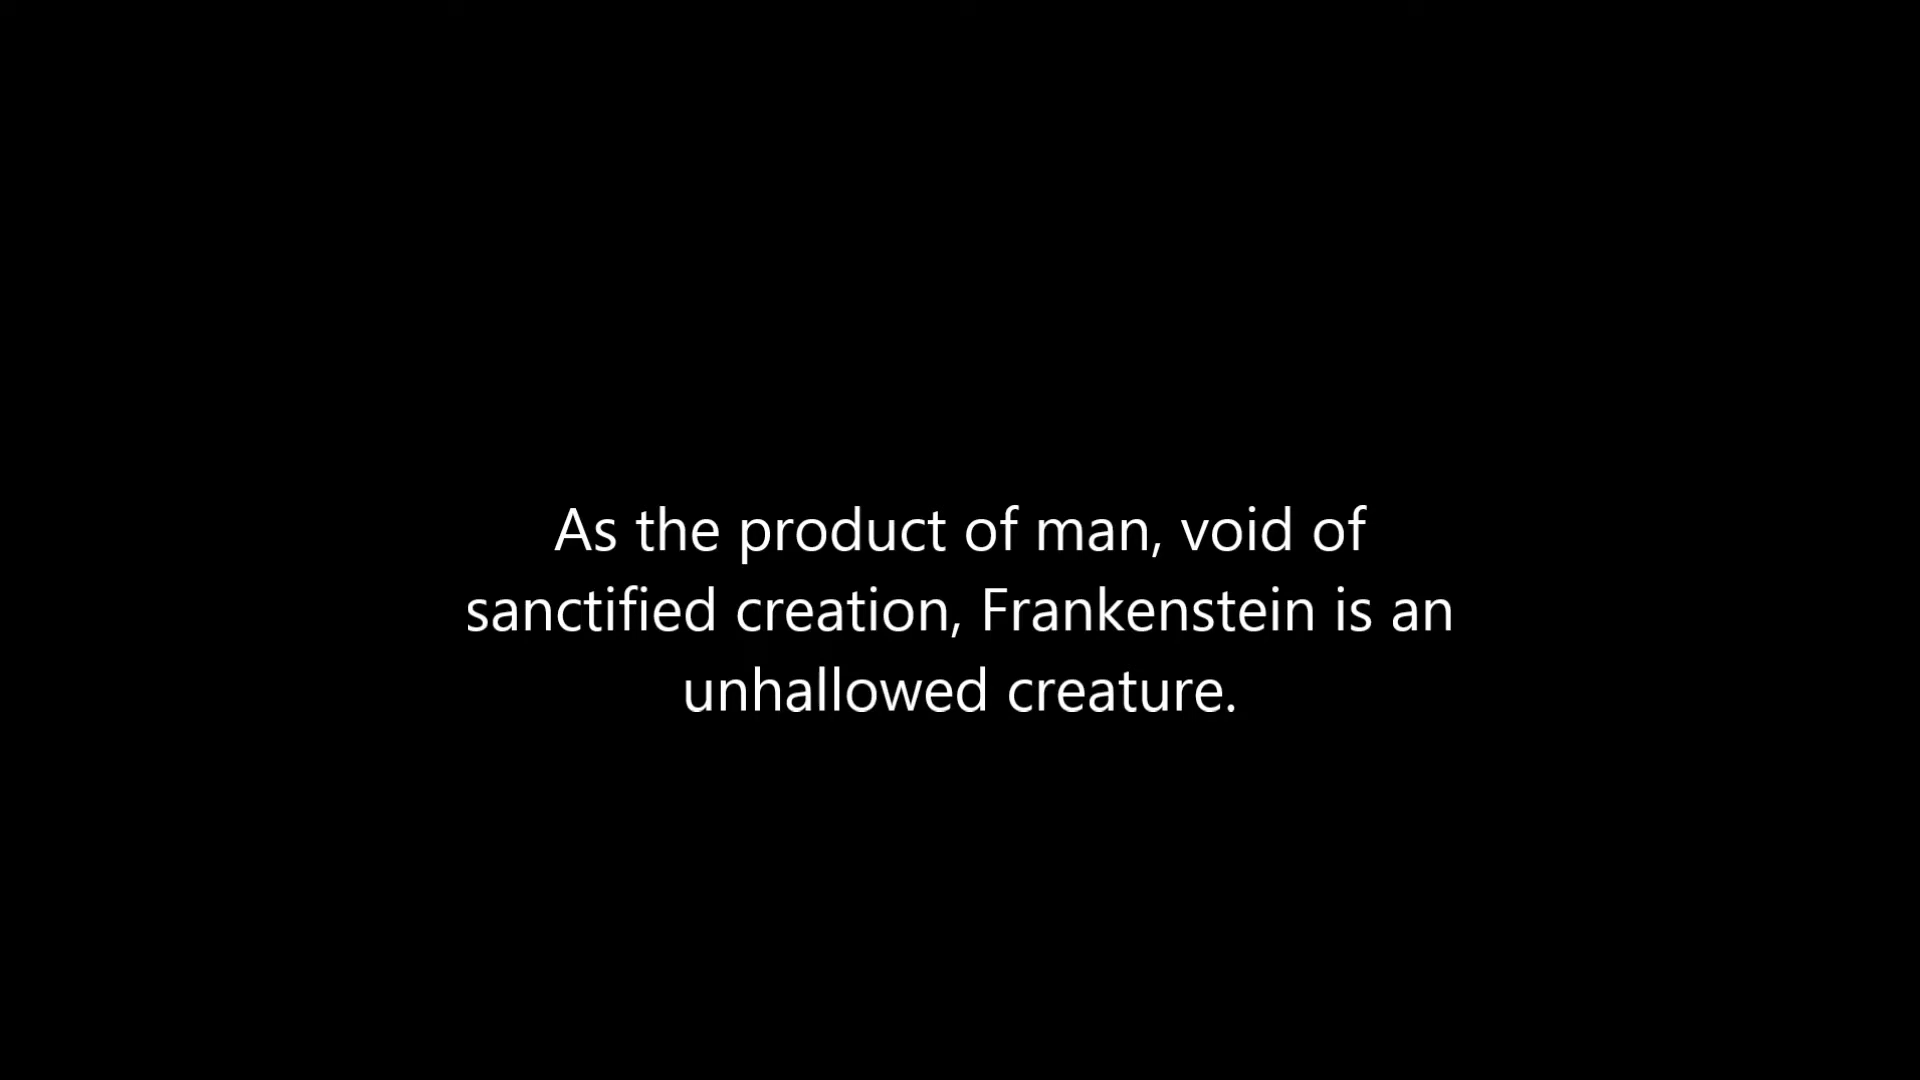 As the product of man, void of
sanctified creation, Frankenstein is an
unhallowed creature.